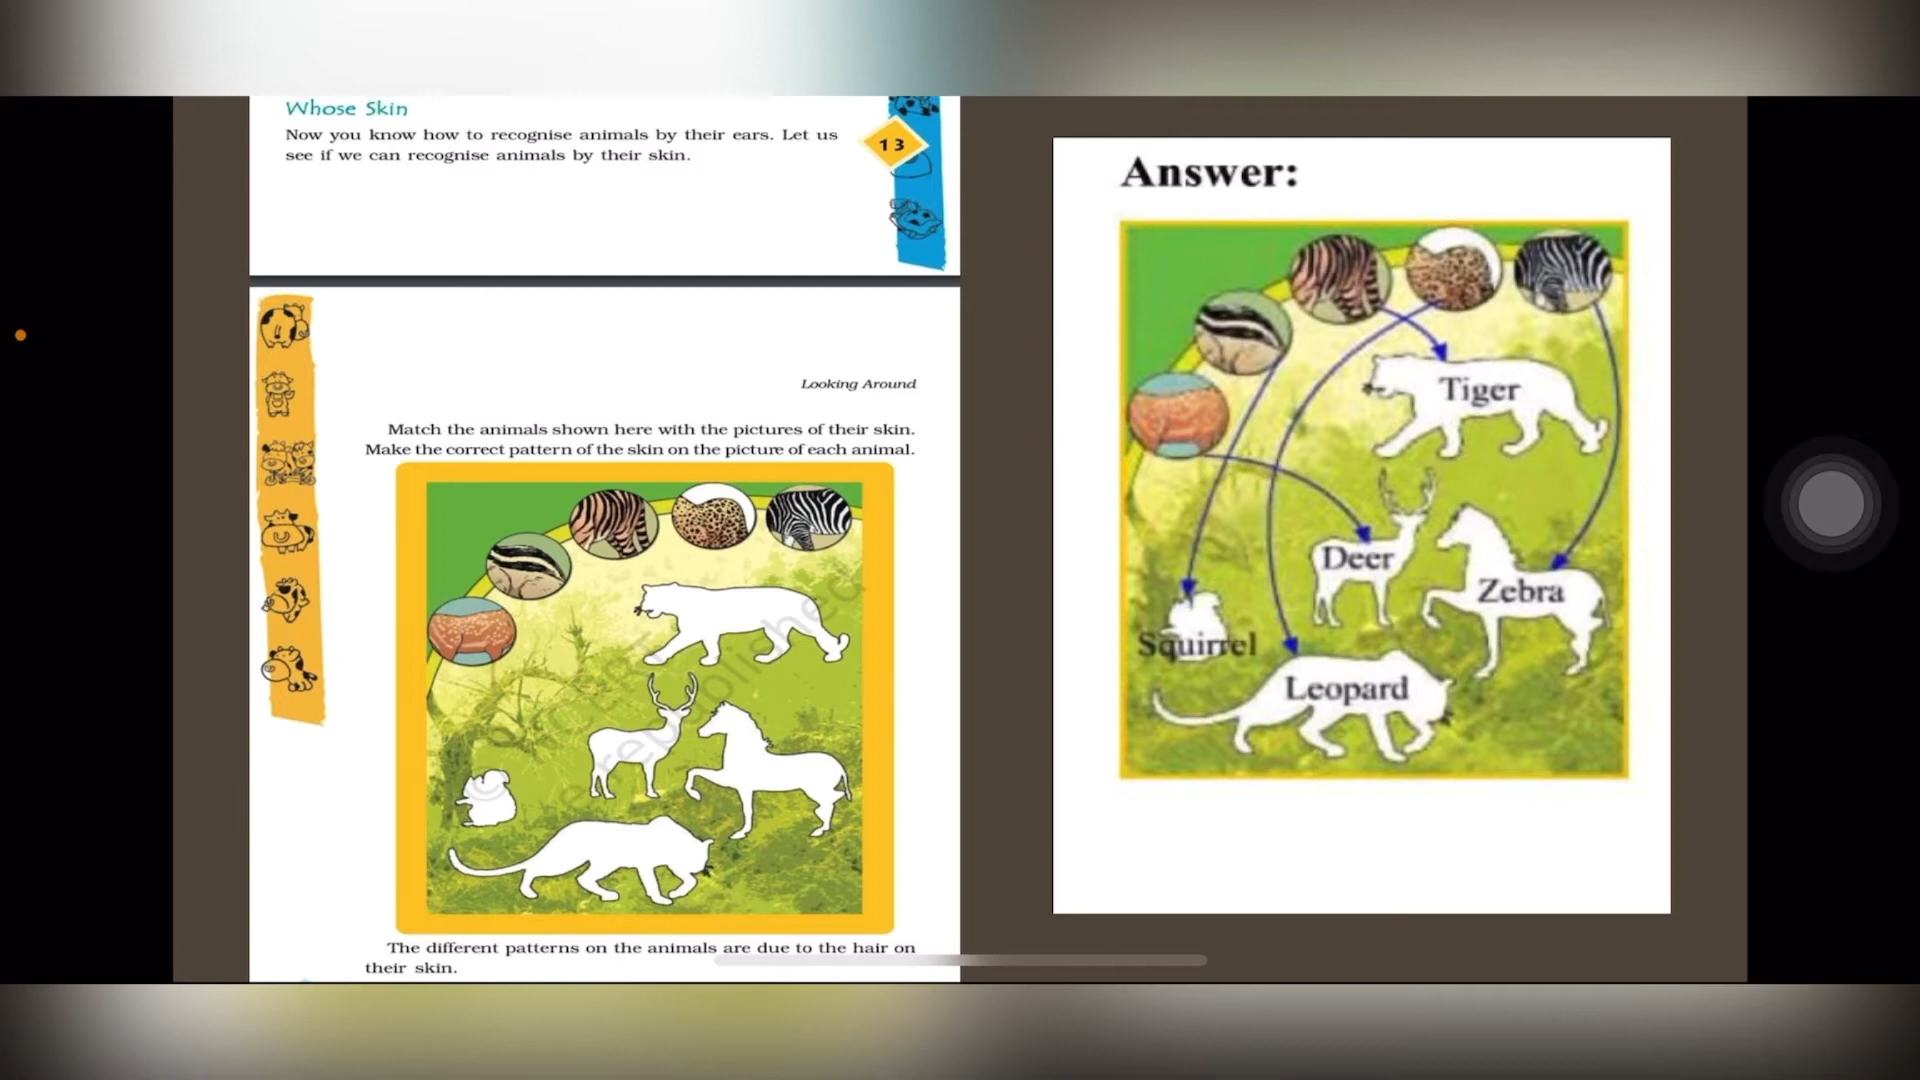 Whose Skin
Now you know how to recognise animals by their ears. Let us
see if we can recognise animals by their skin.
13
Looking Around
Match the animals shown here with the pictures of their skin.
Make the correct pattern of the skin on the picture of each animal.
republished
The different patterns on the animals are due to the hair on
their skin.
Answer:
Tiger
Deer
Zebra
Squirrel
Leopard